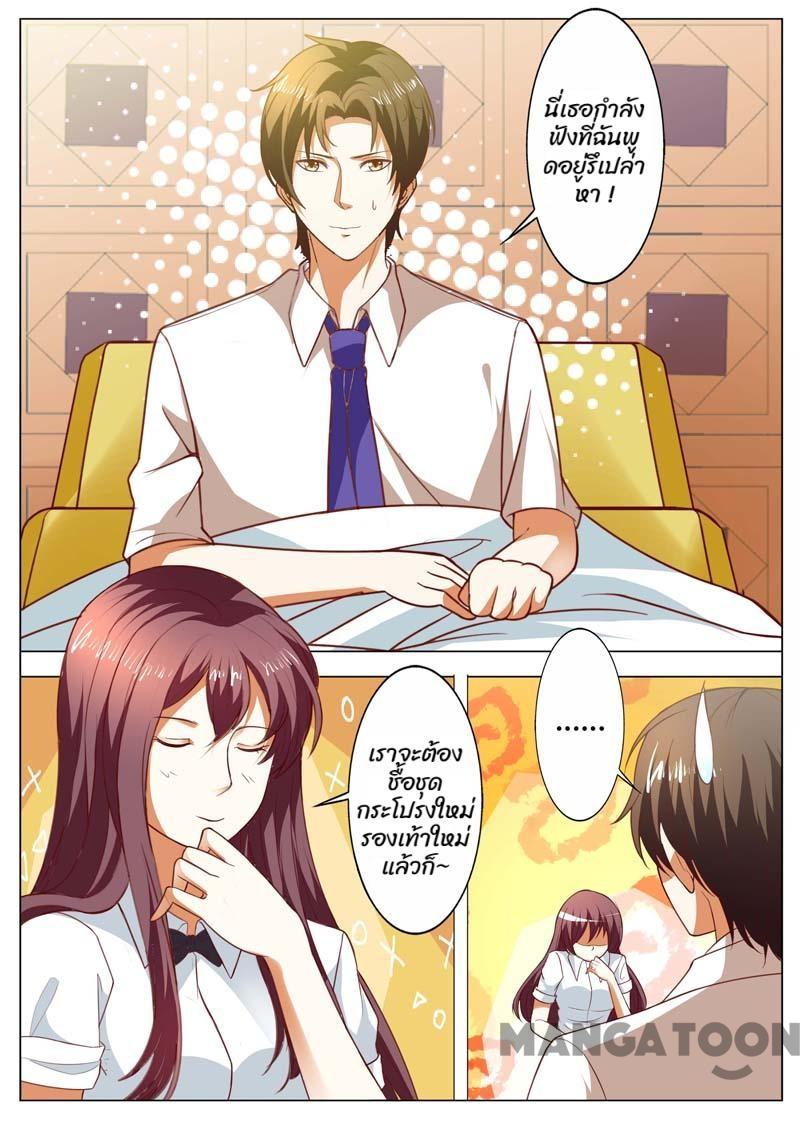 นี่เธอกำลัง
ฟังที่ฉันพู
ดอยู่รึเปล่า
หา !
......
เราจะต้อง
ซื้อชุด
กระโปรงใหม่
รองเท้าใหม่
แล้วก็~
MANGATOON